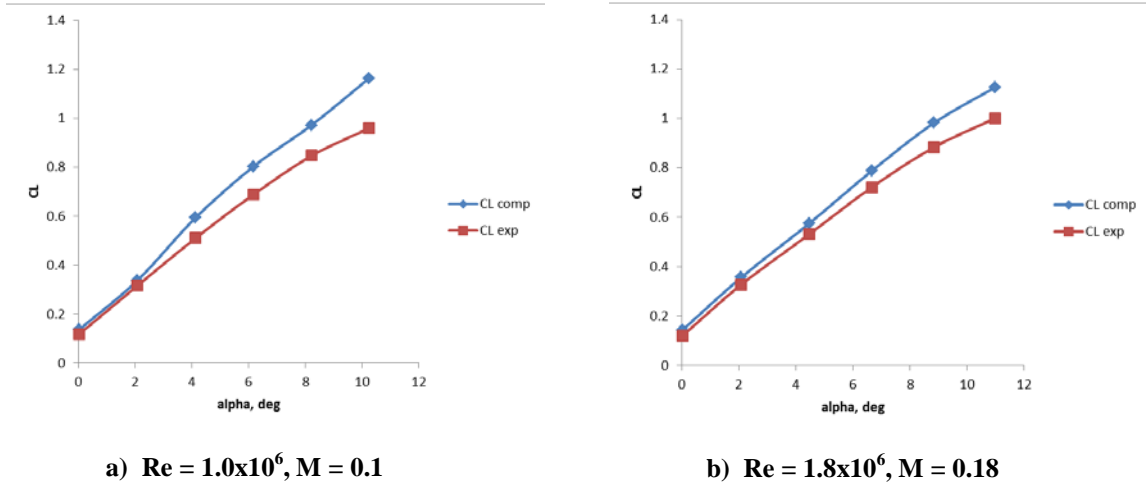 1.4
1.2
1
0.8
0.6
0.4
0.2
0
CL
0 2 4 6 8 10 12
alpha, deg
CL comp
CL exp
a) Re = 1.0x10⁶, M = 0.1
1.4
1.2
1
0.8
0.6
0.4
0.2
0
CL
0 2 4 6 8 10 12
alpha, deg
CL comp
CL exp
b) Re = 1.8x10⁶, M = 0.18